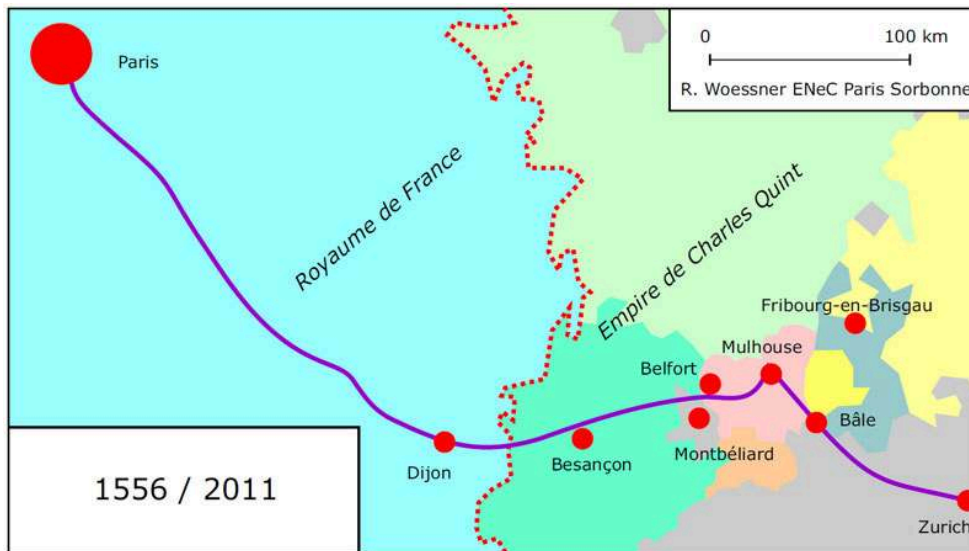 Paris
0 100 km
R. Woessner ENeC Paris Sorbonne
Royaume de France
Empire de Charles Quint
Fribourg-en-Brisgau
Mulhouse
Belfort
Bâle
Dijon
Besançon
Montbéliard
1556 / 2011
Zurich